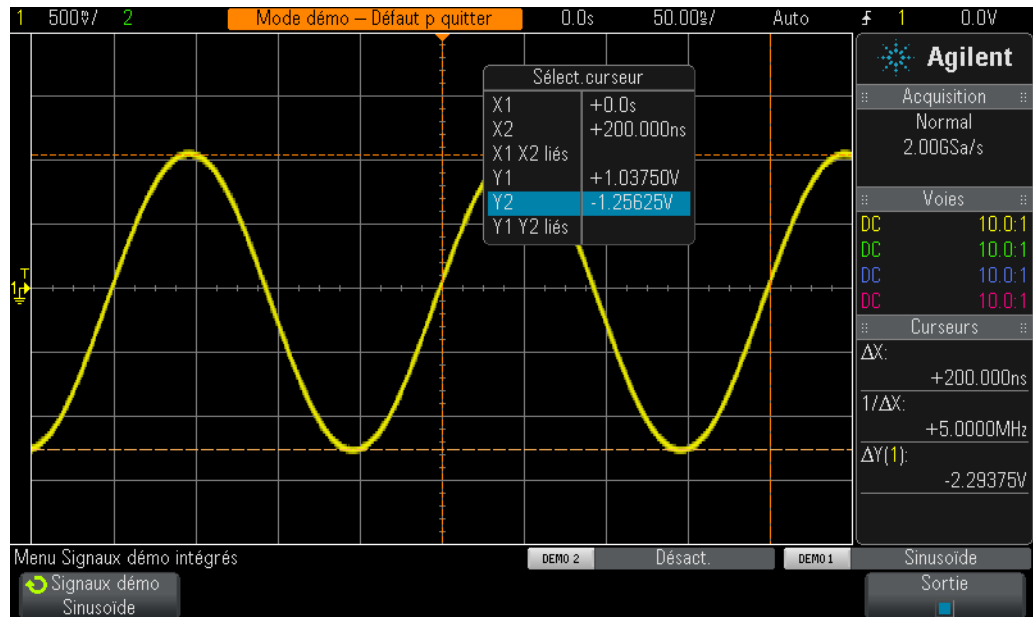 1 500㎷/ 2 Mode démo — Défaut p quitter 0.0s 50.00㎱/ Auto 1 0.0V
Agilent
Acquisition
Normal
2.00GSa/s
Voies
DC 10.0:1
DC 10.0:1
DC 10.0:1
DC 10.0:1
Curseurs
ΔX:
+200.000ns
1/ΔX:
+5.0000MHz
ΔY(1):
-2.29375V
Sélect.curseur
X1 +0.0s
X2 +200.000ns
X1 X2 liés
Y1 +1.03750V
Y2 -1.25625V
Y1 Y2 liés
T
1
Menu Signaux démo intégrés
DEMO 2 Désact. DEMO 1 Sinusoïde
Signaux démo
Sinusoïde
Sortie